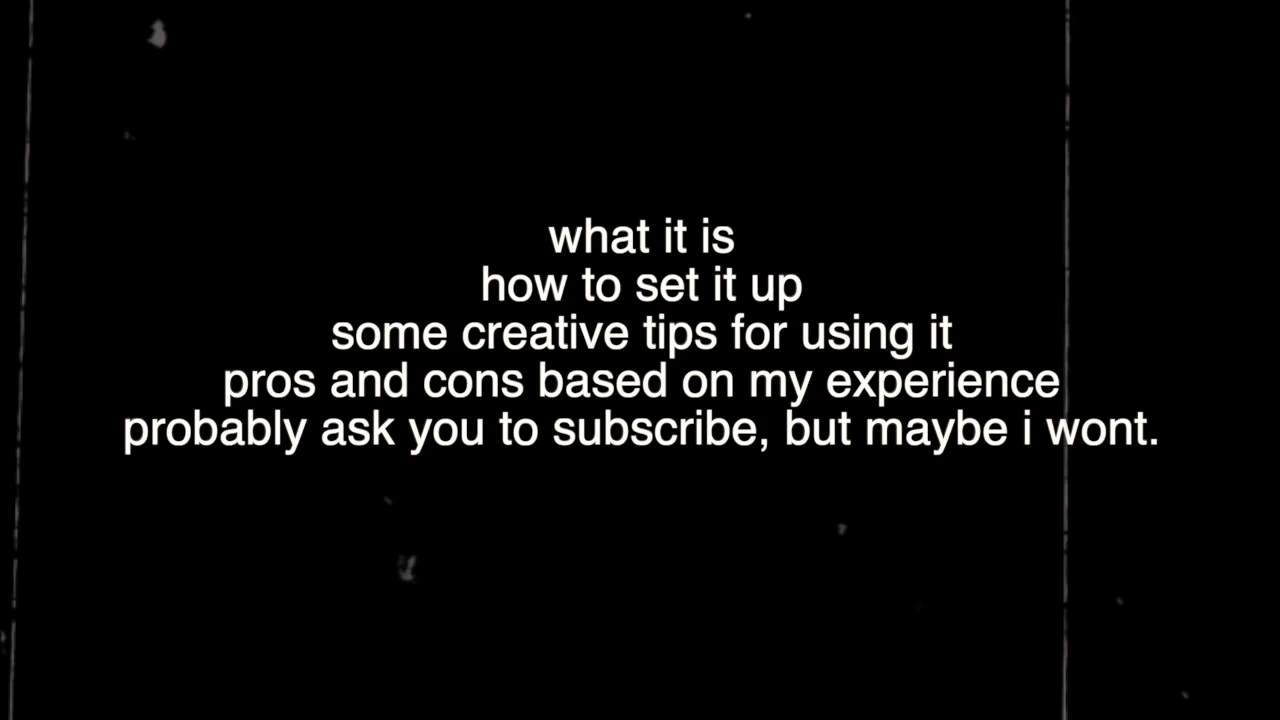 what it is
how to set it up
some creative tips for using it
pros and cons based on my experience
probably ask you to subscribe, but maybe i wont.